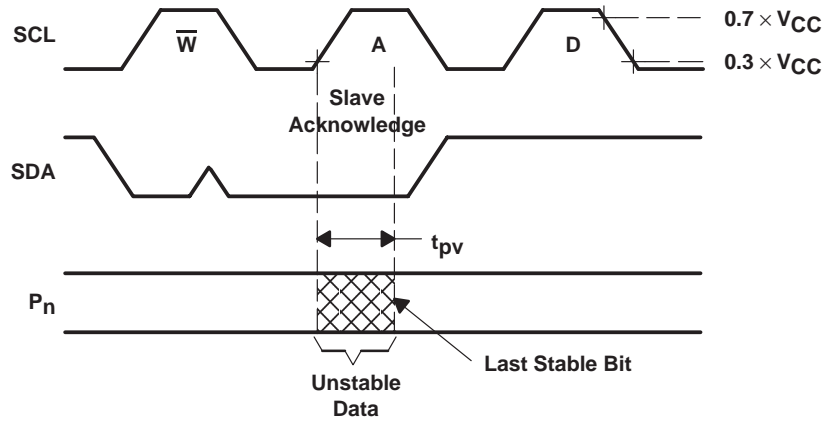 SCL
W̅
A
D
0.7 × VCC
0.3 × VCC
Slave
Acknowledge
SDA
tpv
Pn
Last Stable Bit
Unstable
Data